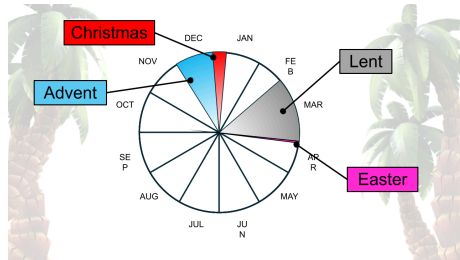 Christmas
DEC
JAN
NOV
FE
B
Lent
Advent
OCT
MAR
SE
P
AP
R
Easter
AUG
MAY
JUL
JU
N